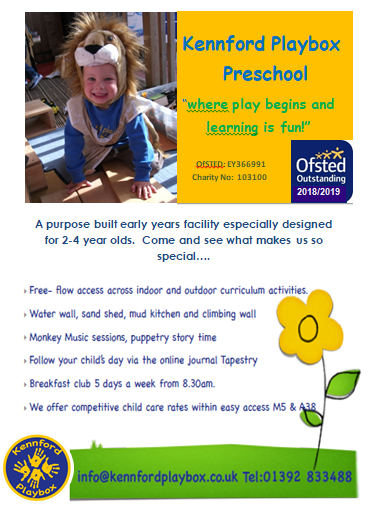 Kennford Playbox
Preschool
"where play begins and
learning is fun!"
OFSTED: EY366991
Charity No: 103100
Ofsted
Outstanding
2018/2019
A purpose built early years facility especially designed
for 2-4 year olds. Come and see what makes us so
special....
Free- flow access across indoor and outdoor curriculum activities.
Water wall, sand shed, mud kitchen and climbing wall
Monkey Music sessions, puppetry story time
Follow your child's day via the online journal Tapestry
Breakfast club 5 days a week from 8.30am.
We offer competitive child care rates within easy access M5 & A38
Kennford
Playbox
info@kennfordplaybox.co.uk Tel:01392 833488